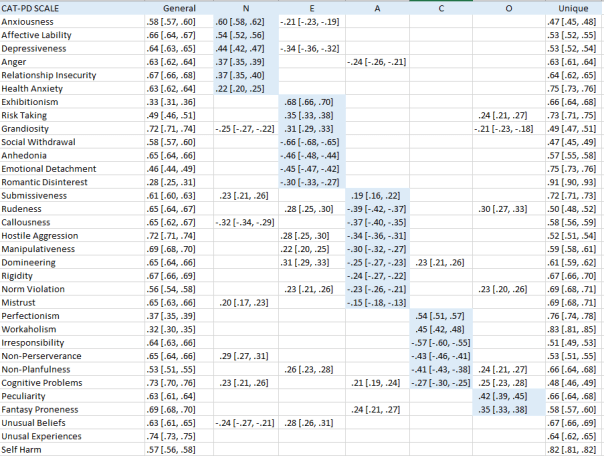 CAT-PD SCALE General N E A C O Unique
Anxiousness .58 [.57, .60] .60 [.58, .62] -.21 [-.23, -.19] .47 [.45, .48]
Affective Lability .66 [.64, .67] .54 [.52, .56] .53 [.52, .55]
Depressiveness .64 [.63, .65] .44 [.42, .47] -.34 [-.36, -.32] .53 [.52, .54]
Anger .63 [.62, .64] .37 [.35, .39] -.24 [-.26, -.21] .63 [.61, .64]
Relationship Insecurity .67 [.66, .68] .37 [.35, .40] .64 [.62, .65]
Health Anxiety .63 [.62, .64] .22 [.20, .25] .75 [.73, .76]
Exhibitionism .33 [.31, .36] .68 [.66, .70] .66 [.64, .68]
Risk Taking .49 [.46, .51] .35 [.33, .38] .24 [.21, .27] .73 [.71, .75]
Grandiosity .72 [.71, .74] -.25 [-.27, -.22] .31 [.29, .33] -.21 [-.23, -.18] .49 [.47, .51]
Social Withdrawal .58 [.57, .60] -.66 [-.68, -.65] .47 [.45, .49]
Anhedonia .65 [.64, .66] -.46 [-.48, -.44] .57 [.55, .58]
Emotional Detachment .46 [.44, .49] -.45 [-.47, -.42] .75 [.73, .76]
Romantic Disinterest .28 [.25, .31] -.30 [-.33, -.27] .91 [.90, .93]
Submissiveness .61 [.60, .63] .23 [.21, .26] .19 [.16, .22] .72 [.71, .73]
Rudeness .65 [.64, .67] .28 [.25, .30] -.39 [-.42, -.37] .30 [.27, .33] .50 [.48, .52]
Callousness .65 [.62, .67] -.32 [-.34, -.29] -.37 [-.40, -.35] .58 [.56, .59]
Hostile Aggression .72 [.71, .74] .28 [.25, .30] -.34 [-.36, -.31] .52 [.51, .54]
Manipulativeness .69 [.68, .70] .22 [.20, .25] -.30 [-.32, -.27] .59 [.58, .61]
Domineering .65 [.64, .66] .31 [.29, .33] -.25 [-.27, -.23] .23 [.21, .26] .61 [.59, .62]
Rigidity .67 [.66, .69] -.24 [-.27, -.22] .67 [.66, .70]
Norm Violation .56 [.54, .58] .23 [.21, .26] -.23 [-.26, -.21] .23 [.20, .26] .69 [.68, .71]
Mistrust .65 [.63, .66] .20 [.17, .23] -.15 [-.18, -.13] .69 [.68, .71]
Perfectionism .37 [.35, .39] .54 [.51, .57] .76 [.74, .78]
Workaholism .32 [.30, .35] .45 [.42, .48] .83 [.81, .85]
Irresponsibility .64 [.63, .66] -.57 [-.60, -.55] .51 [.49, .53]
Non-Perserverance .65 [.64, .66] .29 [.27, .31] -.43 [-.46, -.41] .53 [.51, .55]
Non-Planfulness .53 [.51, .55] .26 [.23, .28] -.41 [-.43, -.38] .24 [.21, .27] .66 [.64, .68]
Cognitive Problems .73 [.70, .76] .23 [.21, .26] .21 [.19, .24] -.27 [-.30, -.25] .25 [.23, .28] .48 [.46, .49]
Peculiarity .63 [.61, .64] .42 [.39, .45] .66 [.64, .68]
Fantasy Proneness .69 [.68, .70] .24 [.21, .27] .35 [.33, .38] .58 [.57, .60]
Unusual Beliefs .63 [.61, .65] -.24 [-.27, -.21] .28 [.26, .31] .67 [.66, .69]
Unusal Experiences .74 [.73, .75] .64 [.62, .65]
Self Harm .57 [.56, .58] .82 [.81, .82]